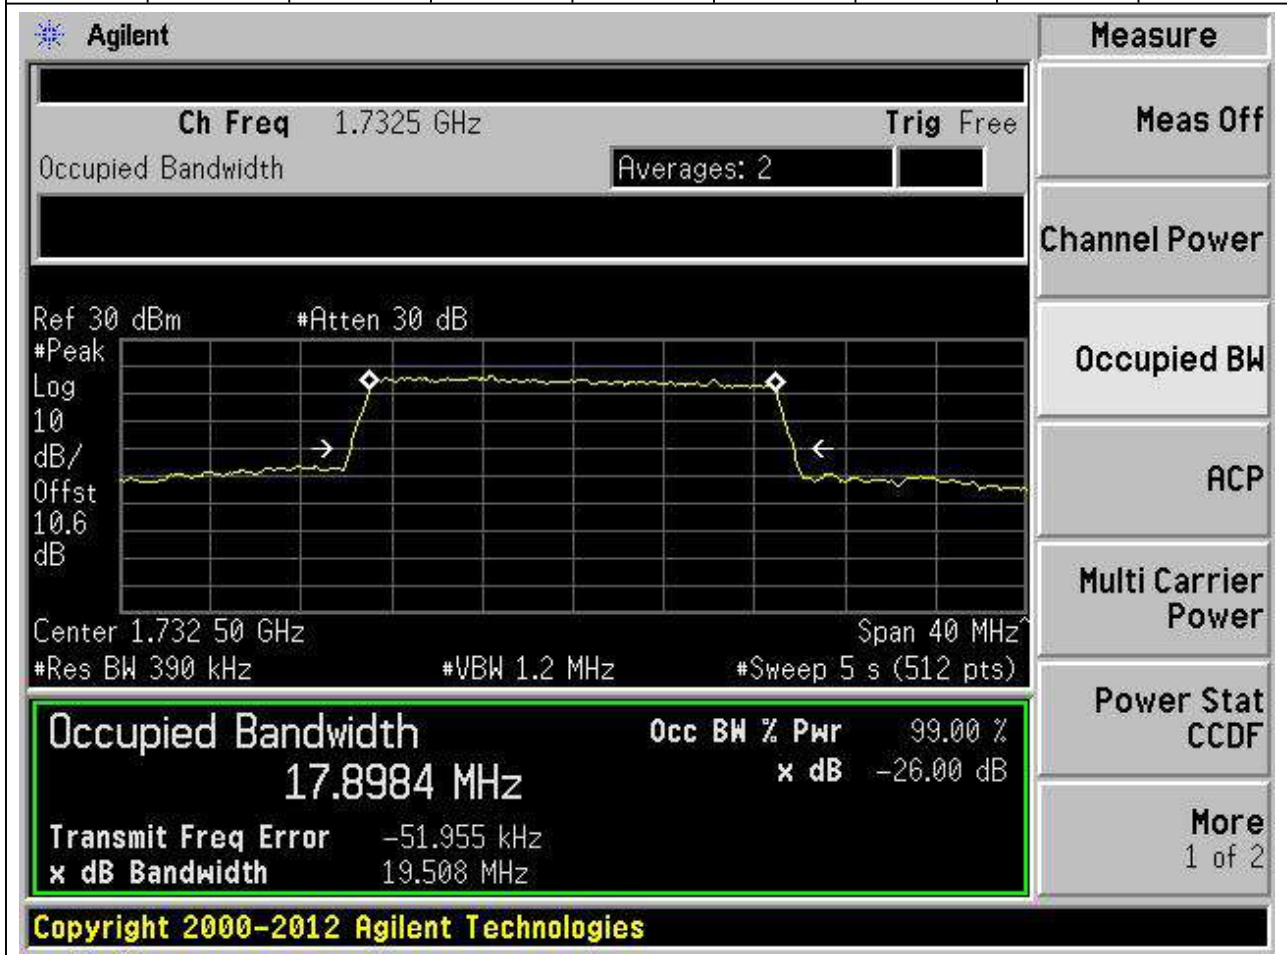 Agilent
Measure
Ch Freq 1.7325 GHz Trig Free
Occupied Bandwidth Averages: 2
Ref 30 dBm #Atten 30 dB
#Peak
Log
10
dB/
Offst
10.6
dB
Center 1.732 50 GHz Span 40 MHz^
#Res BW 390 kHz #VBW 1.2 MHz #Sweep 5 s (512 pts)
Occupied Bandwidth Occ BW % Pwr 99.00 %
17.8984 MHz x dB -26.00 dB
Transmit Freq Error -51.955 kHz
x dB Bandwidth 19.508 MHz
Meas Off
Channel Power
Occupied BW
ACP
Multi Carrier
Power
Power Stat
CCDF
More
1 of 2
Copyright 2000-2012 Agilent Technologies